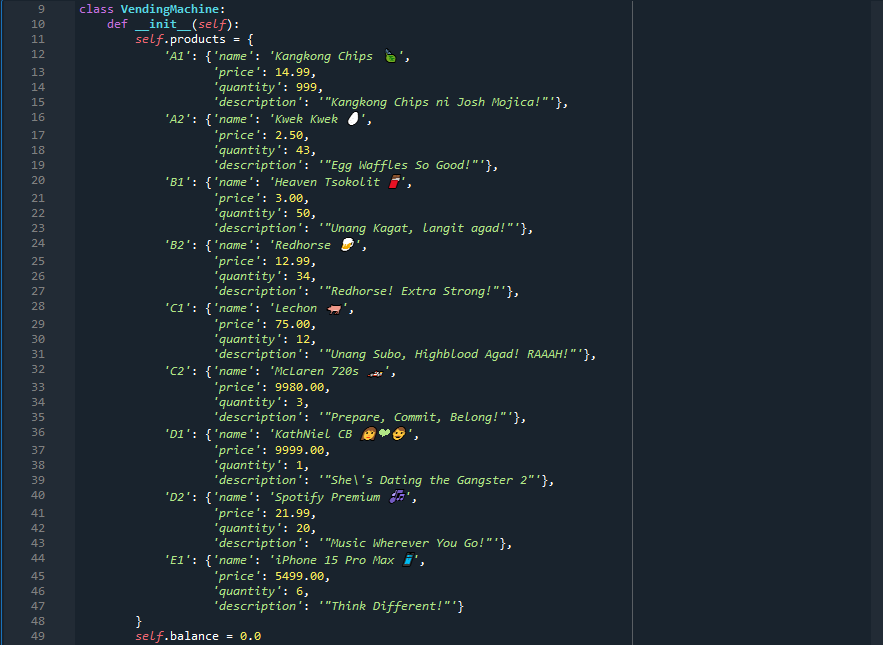 9 class VendingMachine:
10     def __init__(self):
11         self.products = {
12             'A1': {'name': 'Kangkong Chips 🍃',
13                    'price': 14.99,
14                    'quantity': 999,
15                    'description': '"Kangkong Chips ni Josh Mojica!"'},
16             'A2': {'name': 'Kwek Kwek 🥚',
17                    'price': 2.50,
18                    'quantity': 43,
19                    'description': '"Egg Waffles So Good!"'},
20             'B1': {'name': 'Heaven Tsokolit 🍫',
21                    'price': 3.00,
22                    'quantity': 50,
23                    'description': '"Unang Kagat, langit agad!"'},
24             'B2': {'name': 'Redhorse 🍺',
25                    'price': 12.99,
26                    'quantity': 34,
27                    'description': '"Redhorse! Extra Strong!"'},
28             'C1': {'name': 'Lechon 🐖',
29                    'price': 75.00,
30                    'quantity': 12,
31                    'description': '"Unang Subo, Highblood Agad! RAAAH!"'},
32             'C2': {'name': 'McLaren 720s 🏎',
33                    'price': 9980.00,
34                    'quantity': 3,
35                    'description': '"Prepare, Commit, Belong!"'},
36             'D1': {'name': 'KathNiel CB 👩❤👨',
37                    'price': 9999.00,
38                    'quantity': 1,
39                    'description': '"She\'s Dating the Gangster 2"'},
40             'D2': {'name': 'Spotify Premium 🎶',
41                    'price': 21.99,
42                    'quantity': 20,
43                    'description': '"Music Wherever You Go!"'},
44             'E1': {'name': 'iPhone 15 Pro Max 📱',
45                    'price': 5499.00,
46                    'quantity': 6,
47                    'description': '"Think Different!"'}
48         }
49         self.balance = 0.0